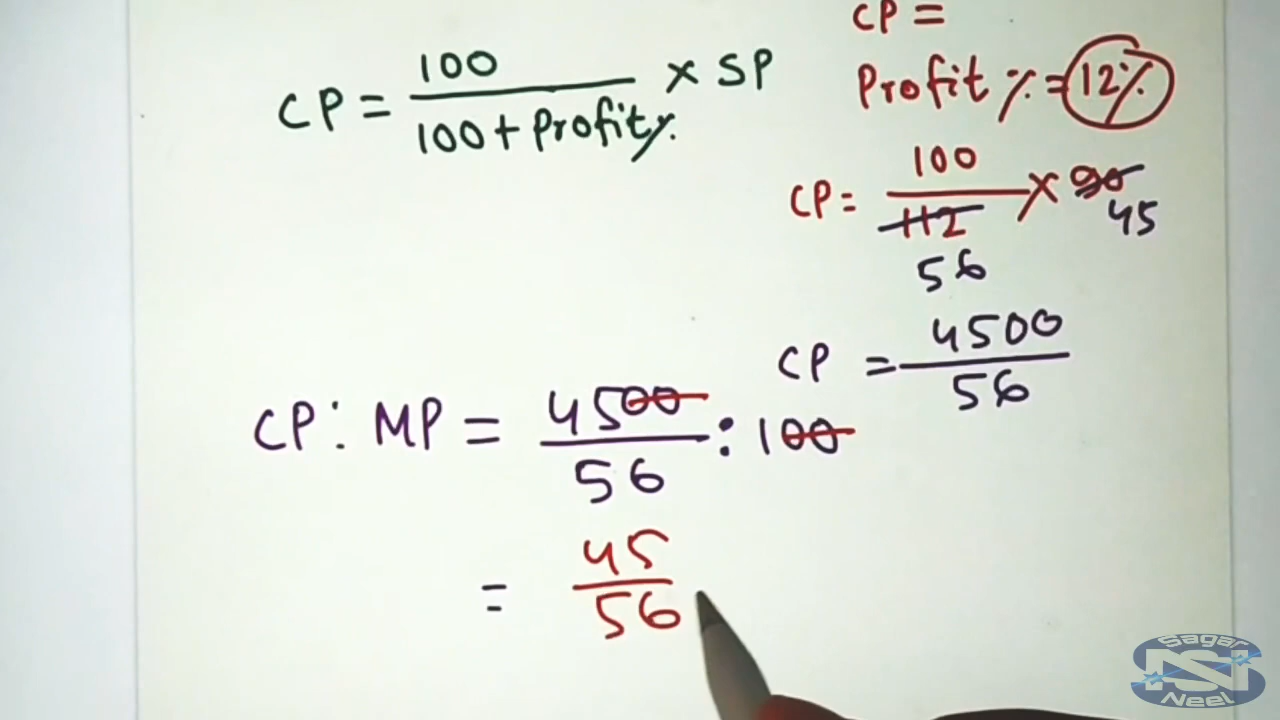 CP =
Profit % = 12%
CP = 100 / 100 + Profit% × SP
CP = 100 / 112 × 90
45
56
CP = 4500 / 56
CP : MP = 4500 / 56 : 100
= 45 / 56
Sagar
NS
Neel